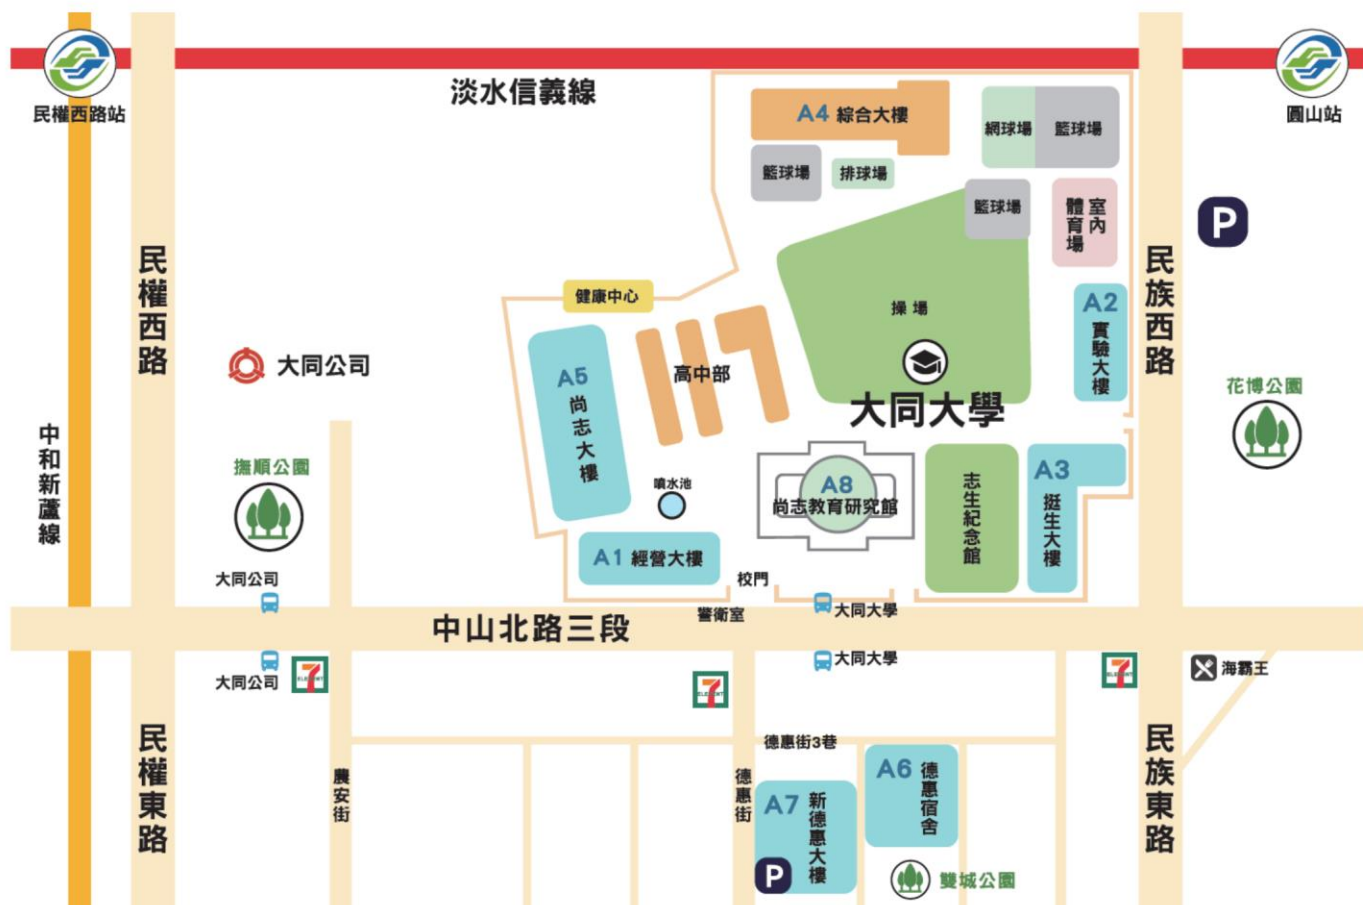 淡水信義線
民權西路站
圓山站
A4 綜合大樓
網球場
籃球場
籃球場
排球場
籃球場
室內體育場
P
民權西路
民族西路
健康中心
操場
A2 實驗大樓
大同公司
高中部
A5 尚志大樓
大同大學
花博公園
中和新蘆線
撫順公園
噴水池
A8
尚志教育研究館
志生紀念館
A3 挺生大樓
A1 經營大樓
大同公司
校門
警衛室
大同大學
中山北路三段
大同公司
7
ELEVEN
7
ELEVEN
大同大學
7
ELEVEN
海霸王
民權東路
農安街
德惠街
德惠街3巷
A6 德惠宿舍
A7 新德惠大樓
P
雙城公園
民族東路